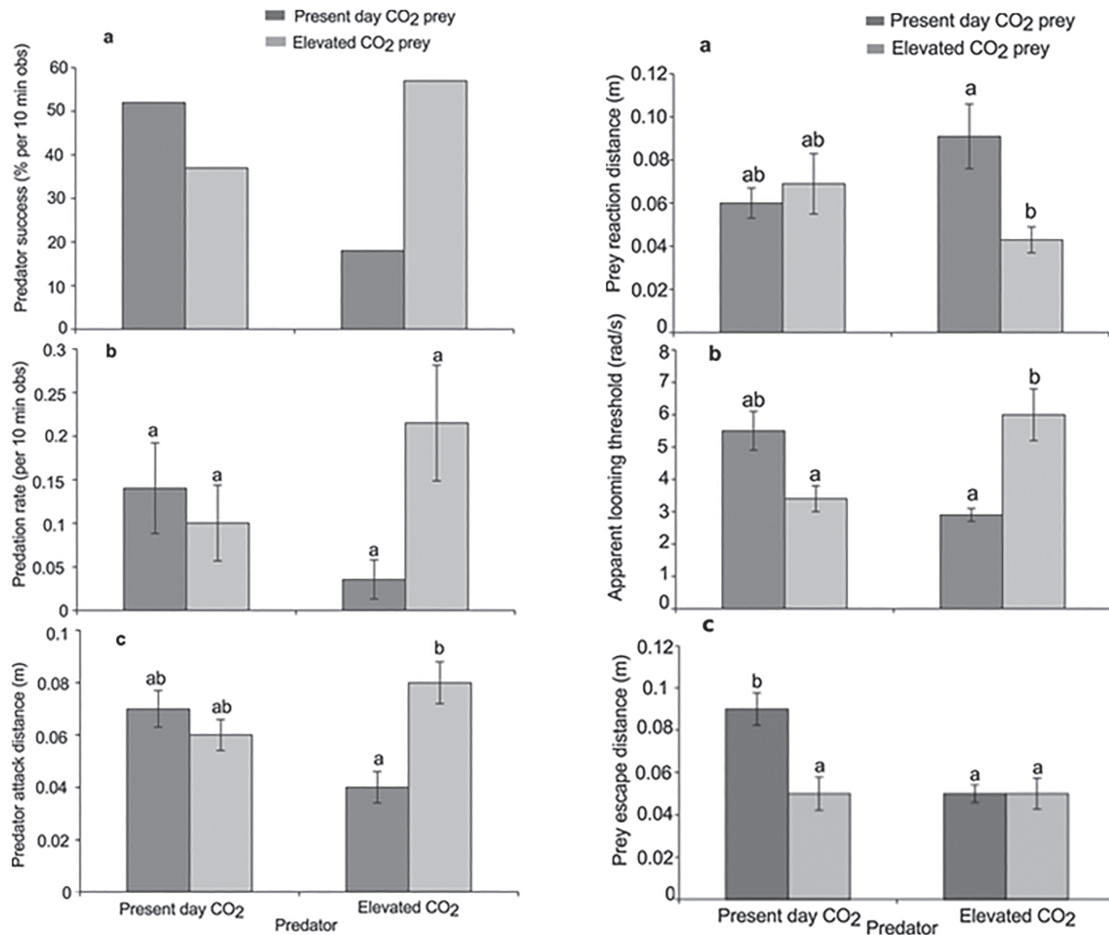 Present day CO2 prey
Elevated CO2 prey
a
Predator success (% per 10 min obs)
60
50
40
30
20
10
0
b
Predation rate (per 10 min obs)
0.3
0.25
0.2
0.15
0.1
0.05
0
a
a
a
a
c
Predator attack distance (m)
0.1
0.08
0.06
0.04
0.02
0
ab
ab
a
b
Present day CO2
Elevated CO2
Predator
Present day CO2 prey
Elevated CO2 prey
a
Prey reaction distance (m)
0.12
0.10
0.08
0.06
0.04
0.02
0
ab
ab
a
b
b
Apparent looming threshold (rad/s)
8
7
6
5
4
3
2
1
0
ab
a
a
b
c
Prey escape distance (m)
0.12
0.1
0.08
0.06
0.04
0.02
0
b
a
a
a
Present day CO2
Elevated CO2
Predator